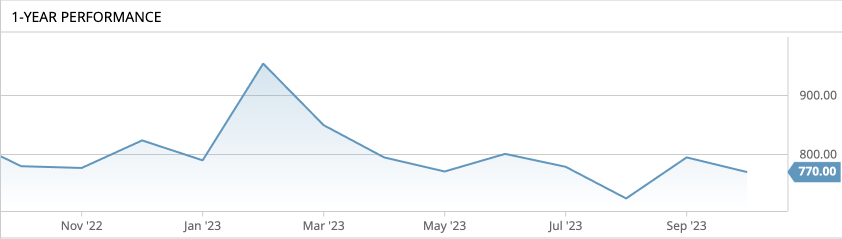 1-YEAR PERFORMANCE
900.00
800.00
770.00
Nov '22 Jan '23 Mar '23 May '23 Jul '23 Sep '23